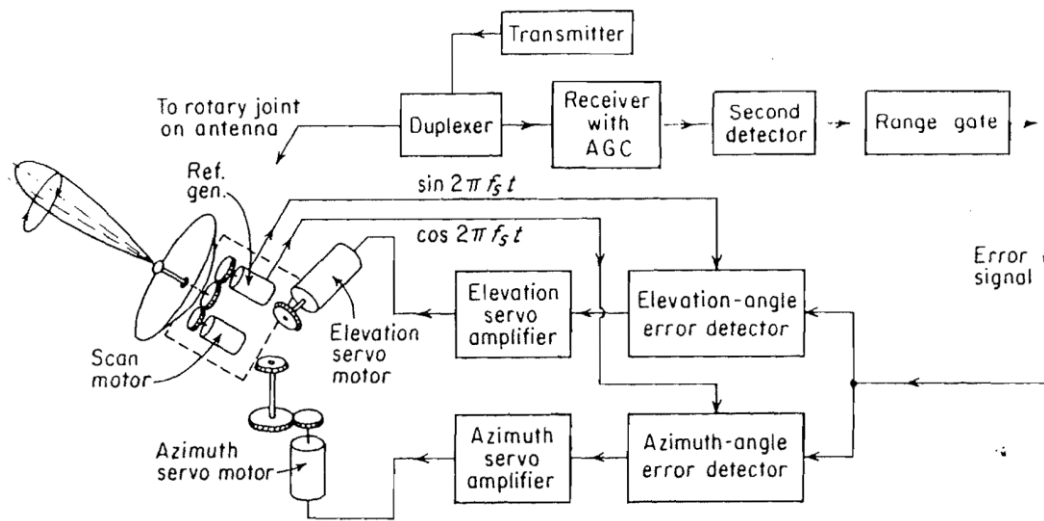 Transmitter
To rotary joint
on antenna
Duplexer
Receiver
with
AGC
Second
detector
Range gate
Ref.
gen.
sin 2π fₛ t
cos 2π fₛ t
Error
signal
Elevation
servo
amplifier
Elevation-angle
error detector
Elevation
servo
motor
Scan
motor
Azimuth
servo motor
Azimuth
servo
amplifier
Azimuth-angle
error detector